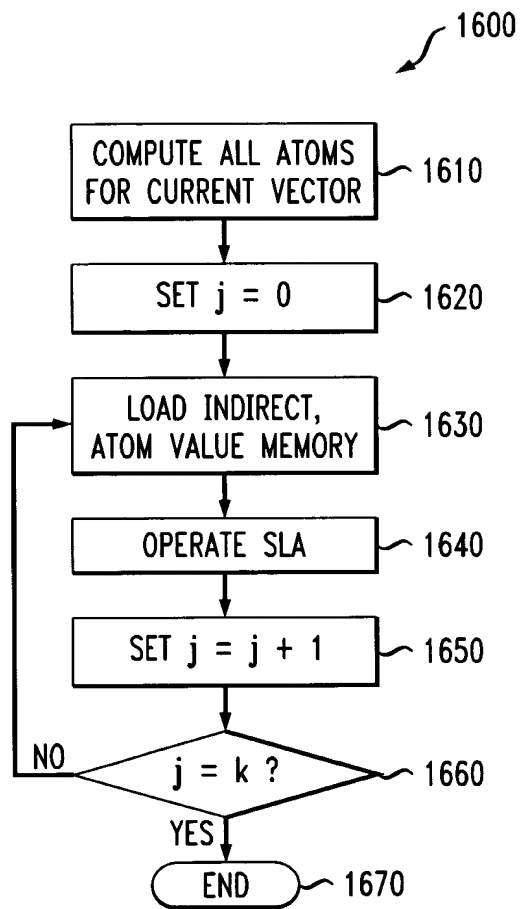 1600
COMPUTE ALL ATOMS
FOR CURRENT VECTOR
1610
SET j = 0
1620
LOAD INDIRECT,
ATOM VALUE MEMORY
1630
OPERATE SLA
1640
SET j = j + 1
1650
NO
j = k ?
1660
YES
END
1670